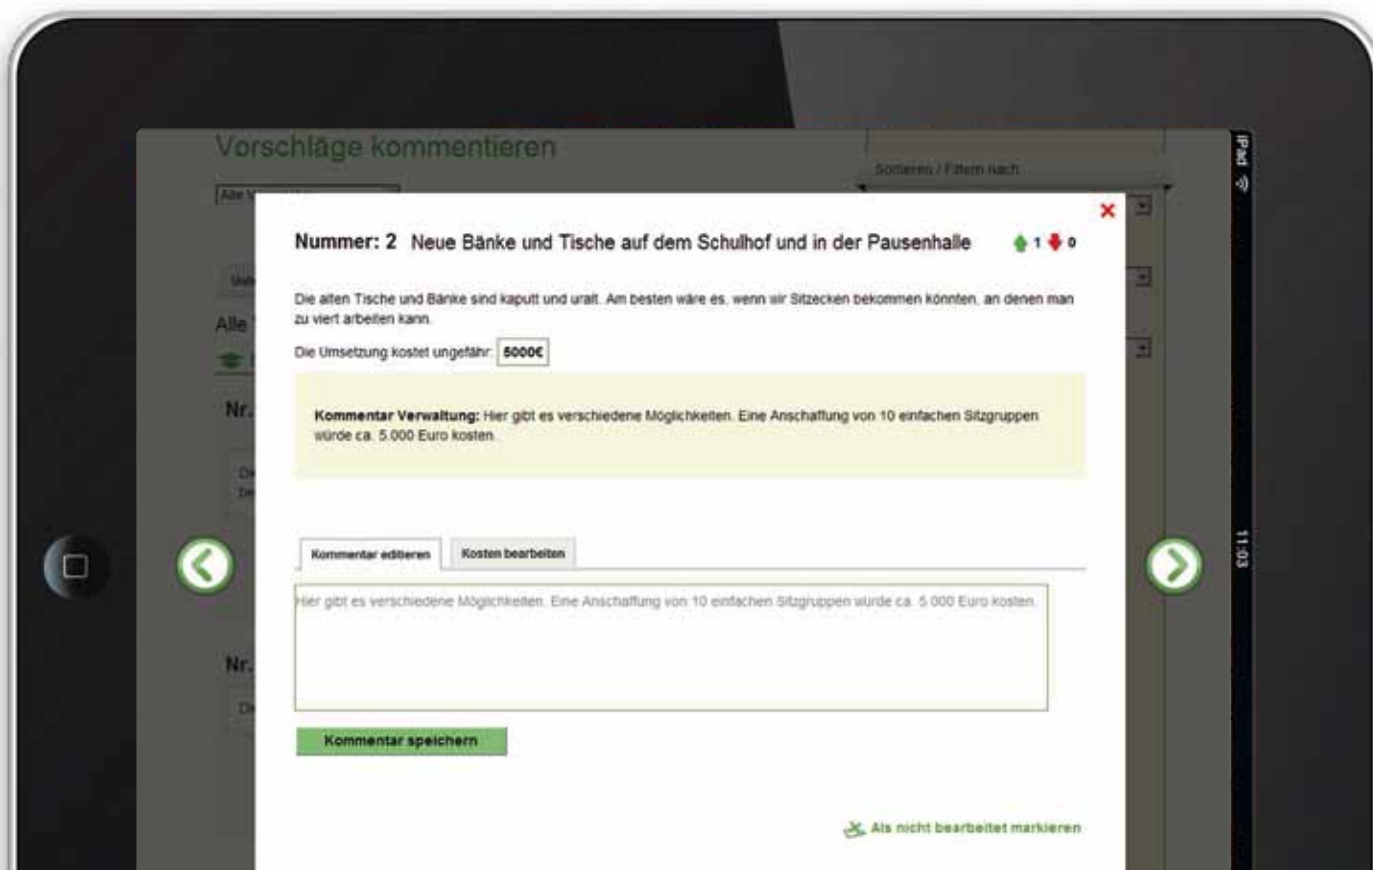 Vorschläge kommentieren
Sortieren / Filtern nach:
Alle
Nummer: 2 Neue Bänke und Tische auf dem Schulhof und in der Pausenhalle 1 0
Die alten Tische und Bänke sind kaputt und uralt. Am besten wäre es, wenn wir Sitzecken bekommen könnten, an denen man
zu viert arbeiten kann.
Alle
Die Umsetzung kostet ungefähr: 5000€
Nr.
Kommentar Verwaltung: Hier gibt es verschiedene Möglichkeiten. Eine Anschaffung von 10 einfachen Sitzgruppen
würde ca. 5.000 Euro kosten.
Kommentar editieren Kosten bearbeiten
Hier gibt es verschiedene Möglichkeiten. Eine Anschaffung von 10 einfachen Sitzgruppen würde ca. 5.000 Euro kosten.
Nr.
Kommentar speichern
Als nicht bearbeitet markieren
iPad
11:03